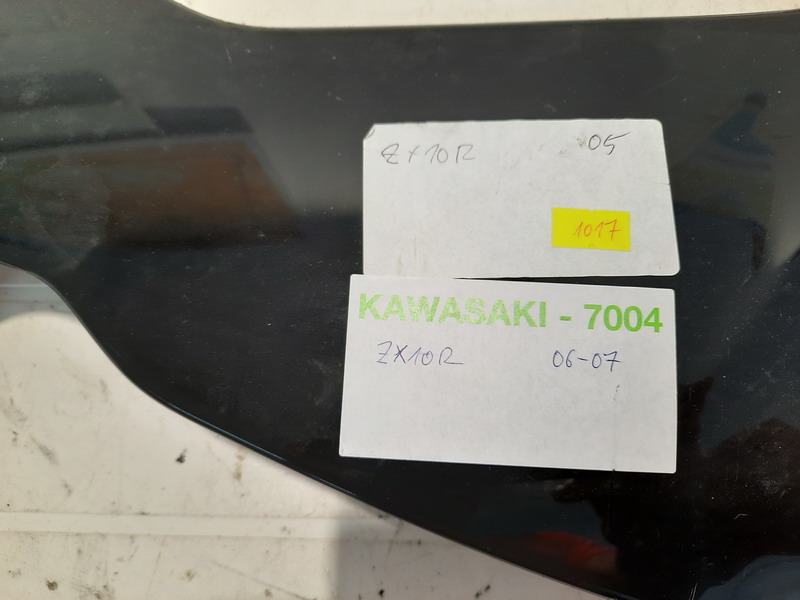 ZX10R 05
1017
KAWASAKI - 7004
ZX10R 06-07